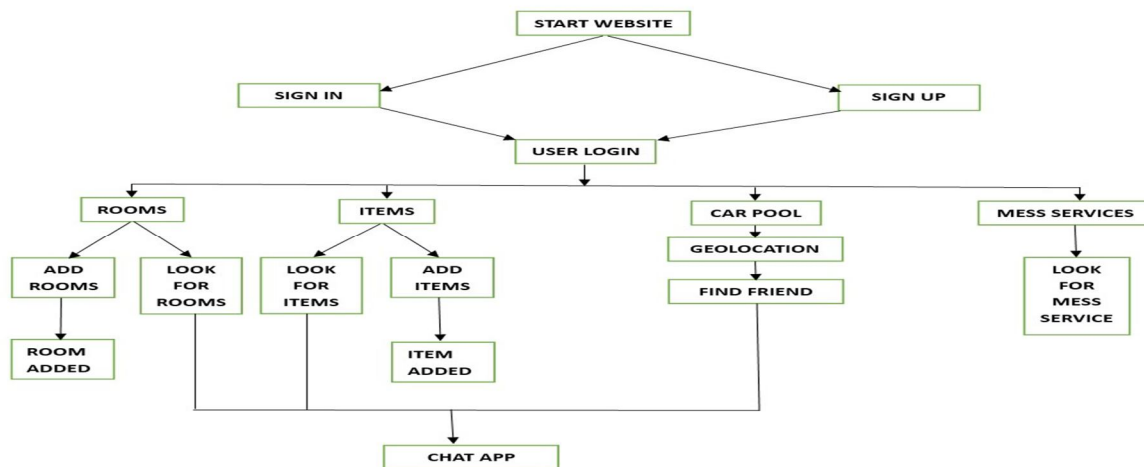 START WEBSITE
SIGN IN
SIGN UP
USER LOGIN
ROOMS
ITEMS
CAR POOL
MESS SERVICES
GEOLOCATION
ADD
ROOMS
LOOK
FOR
ROOMS
LOOK
FOR
ITEMS
ADD
ITEMS
FIND FRIEND
LOOK
FOR
MESS
SERVICE
ROOM
ADDED
ITEM
ADDED
CHAT APP